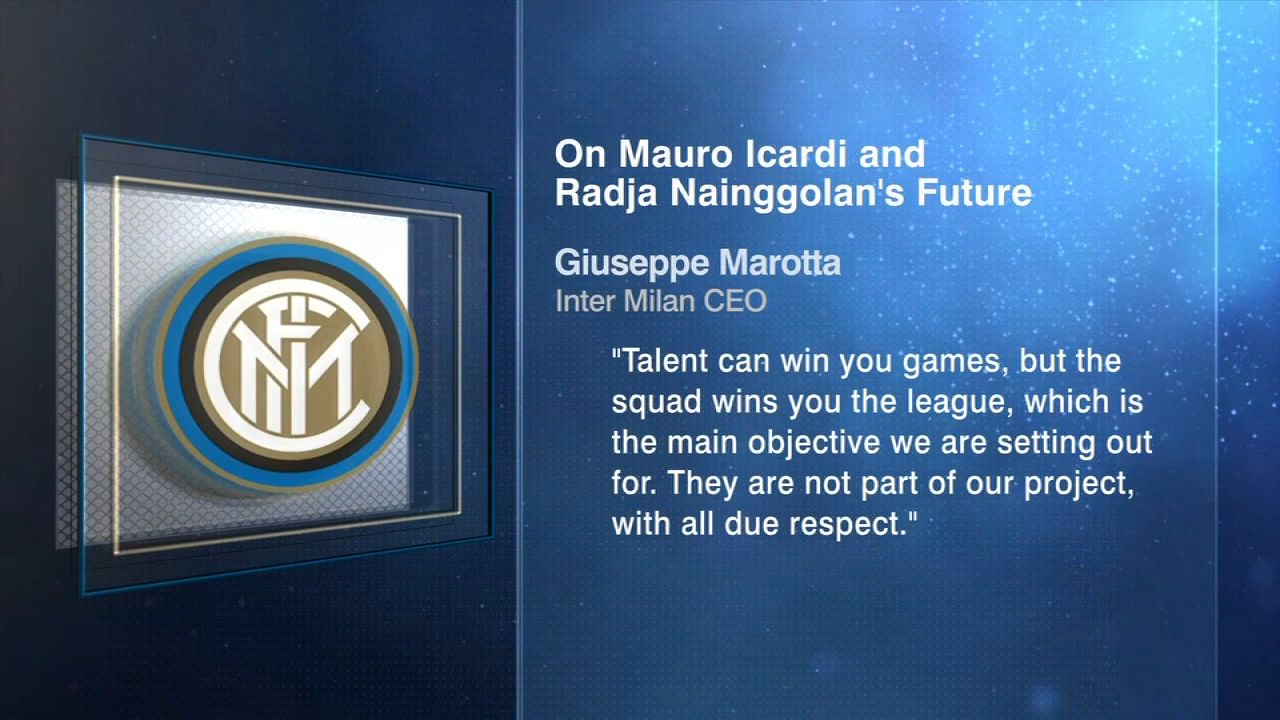 On Mauro Icardi and
Radja Nainggolan's Future
Giuseppe Marotta
Inter Milan CEO
"Talent can win you games, but the
squad wins you the league, which is
the main objective we are setting out
for. They are not part of our project,
with all due respect."